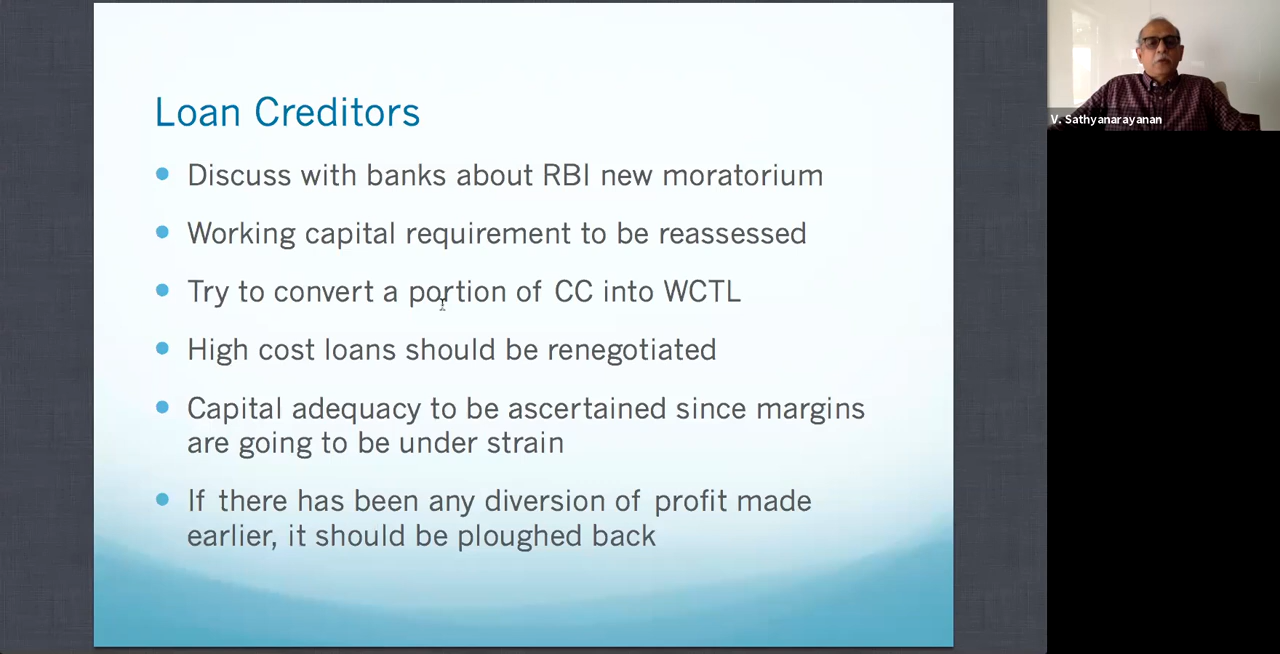 Loan Creditors
Discuss with banks about RBI new moratorium
Working capital requirement to be reassessed
Try to convert a portion of CC into WCTL
High cost loans should be renegotiated
Capital adequacy to be ascertained since margins
are going to be under strain
If there has been any diversion of profit made
earlier, it should be ploughed back
V. Sathyanarayanan